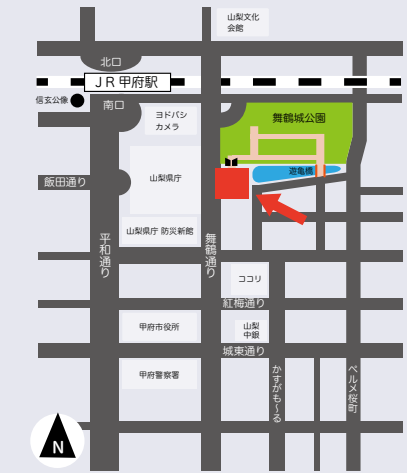 山梨文化
会館
北口
JR甲府駅
信玄公像
南口
ヨドバシ
カメラ
舞鶴城公園
遊亀橋
山梨県庁
飯田通り
山梨県庁 防災新館
平和通り
舞鶴通り
ココリ
紅梅通り
甲府市役所
山梨
中銀
城東通り
甲府警察署
かすがも〜る
ペルメ桜町
N